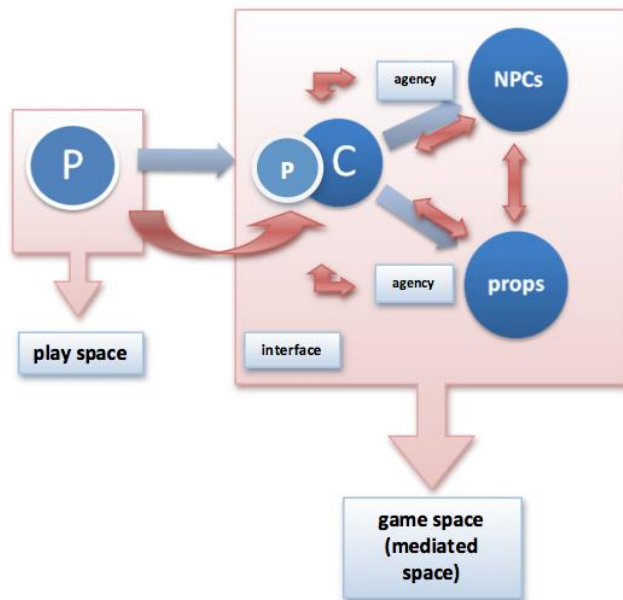 agency
NPCs
P
P
C
agency
props
play space
interface
game space
(mediated
space)